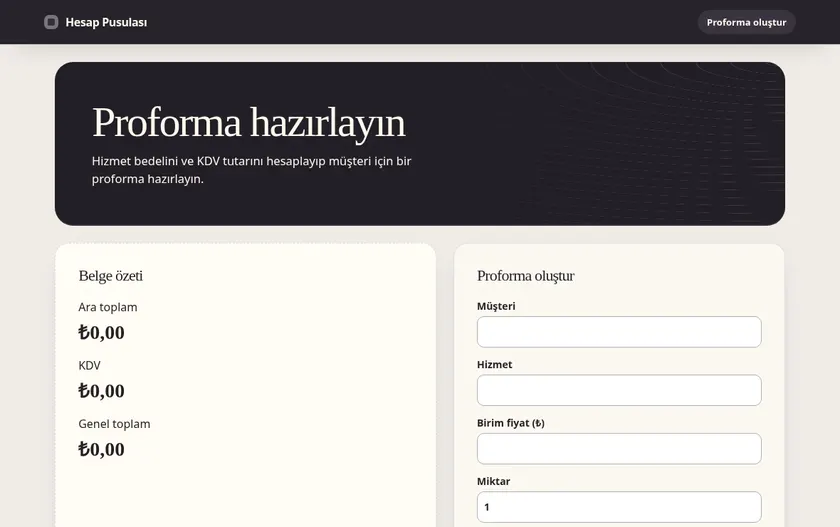 Hesap Pusulası
Proforma oluştur
Proforma hazırlayın
Hizmet bedelini ve KDV tutarını hesaplayıp müşteri için bir
proforma hazırlayın.
Belge özeti
Ara toplam
₺0,00
KDV
₺0,00
Genel toplam
₺0,00
Proforma oluştur
Müşteri
Hizmet
Birim fiyat (₺)
Miktar
1